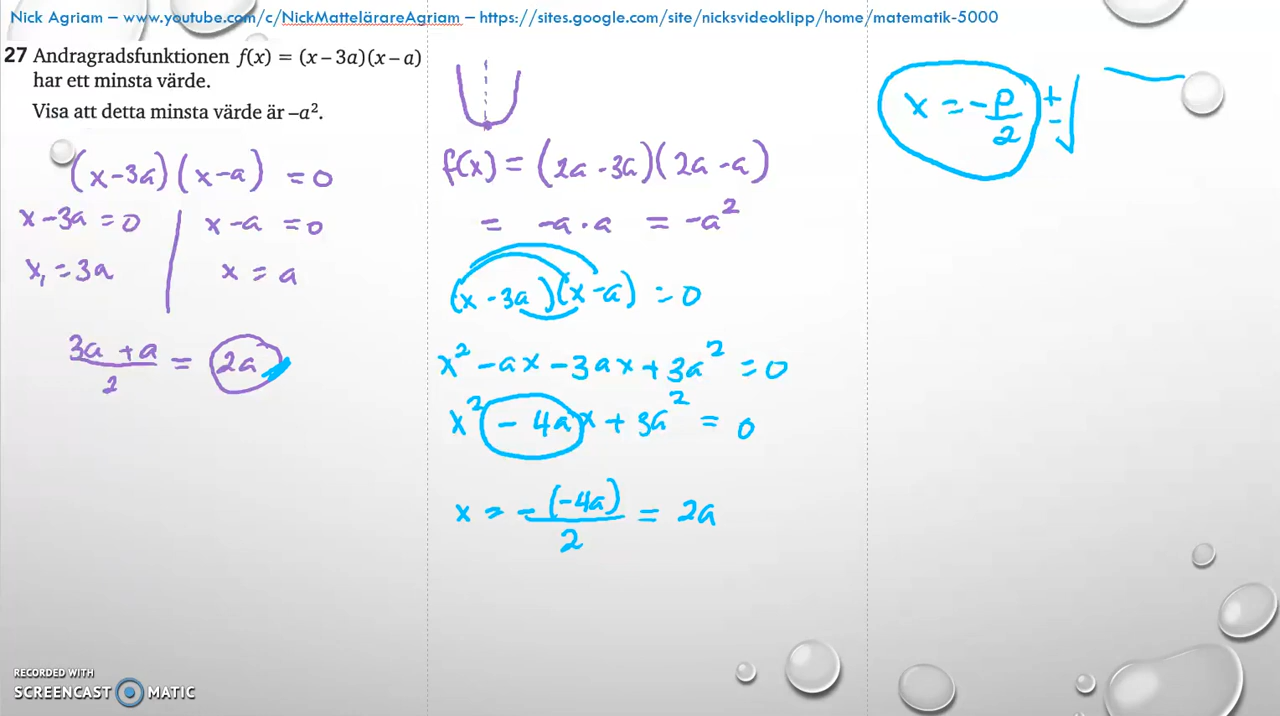 Nick Agriam – www.youtube.com/c/NickMattelärareAgriam – https://sites.google.com/site/nicksvideoklipp/home/matematik-5000
27 Andragradsfunktionen f(x) = (x – 3a)(x – a)
har ett minsta värde.
Visa att detta minsta värde är –a².
(x-3a)(x-a) = 0
x-3a = 0 | x-a = 0
x₁ = 3a | x = a
3a + a / 2 = 2a
f(x) = (2a - 3a)(2a - a)
= -a · a = -a²
(x - 3a)(x - a) = 0
x² - ax - 3ax + 3a² = 0
x² - 4ax + 3a² = 0
x = - (-4a) / 2 = 2a
x = - p/2 ± √
RECORDED WITH
SCREENCAST O MATIC